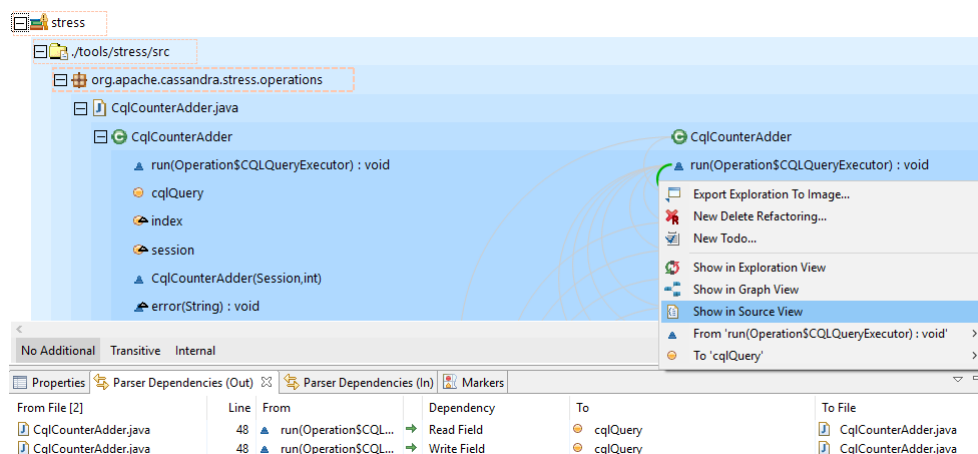 stress
./tools/stress/src
org.apache.cassandra.stress.operations
CqlCounterAdder.java
CqlCounterAdder CqlCounterAdder
run(Operation$CQLQueryExecutor) : void run(Operation$CQLQueryExecutor) : void
cqlQuery
index
session
CqlCounterAdder(Session,int)
error(String) : void
Export Exploration To Image...
New Delete Refactoring...
New Todo...
Show in Exploration View
Show in Graph View
Show in Source View
From 'run(Operation$CQLQueryExecutor) : void'
To 'cqlQuery'
No Additional Transitive Internal
Properties Parser Dependencies (Out) Parser Dependencies (In) Markers
From File [2] Line From Dependency To To File
CqlCounterAdder.java 48 run(Operation$CQL... Read Field cqlQuery CqlCounterAdder.java
CqlCounterAdder.java 48 run(Operation$CQL... Write Field cqlQuery CqlCounterAdder.java